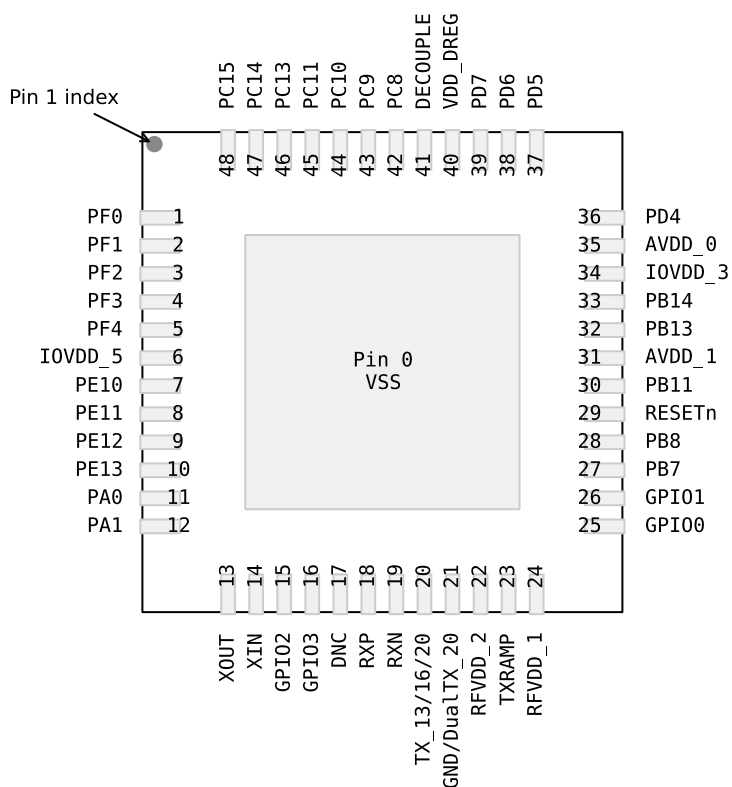 PC15
PC14
PC13
PC11
PC10
PC9
PC8
DECOUPLE
VDD_DREG
PD7
PD6
PD5
Pin 1 index
48
47
46
45
44
43
42
41
40
39
38
37
PF0 1
PF1 2
PF2 3
PF3 4
PF4 5
IOVDD_5 6
PE10 7
PE11 8
PE12 9
PE13 10
PA0 11
PA1 12
Pin 0
VSS
36 PD4
35 AVDD_0
34 IOVDD_3
33 PB14
32 PB13
31 AVDD_1
30 PB11
29 RESETn
28 PB8
27 PB7
26 GPIO1
25 GPIO0
13
14
15
16
17
18
19
20
21
22
23
24
XOUT
XIN
GPIO2
GPIO3
DNC
RXP
RXN
TX_13/16/20
GND/DualTX_20
RFVDD_2
TXRAMP
RFVDD_1